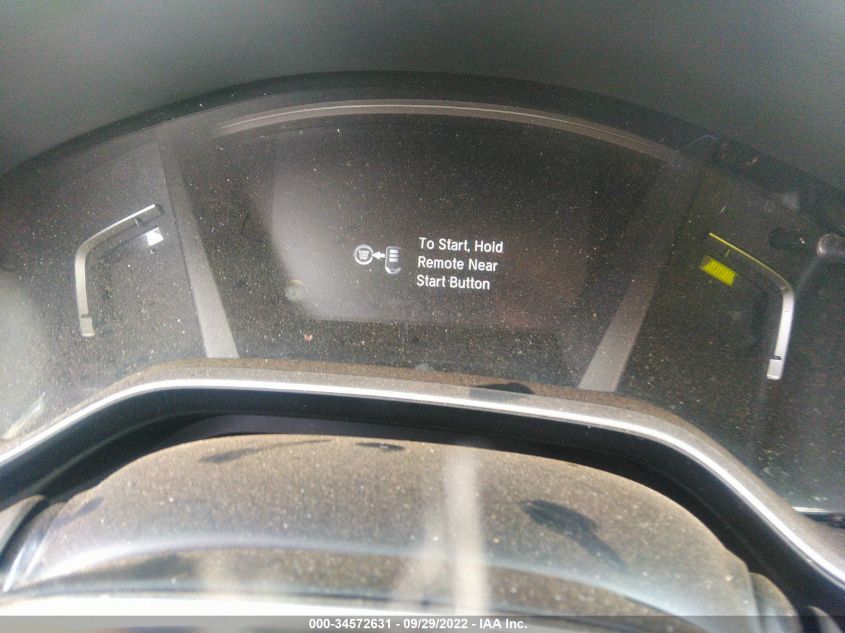 To Start, Hold
Remote Near
Start Button
000-34572631 - 09/29/2022 - IAA Inc.